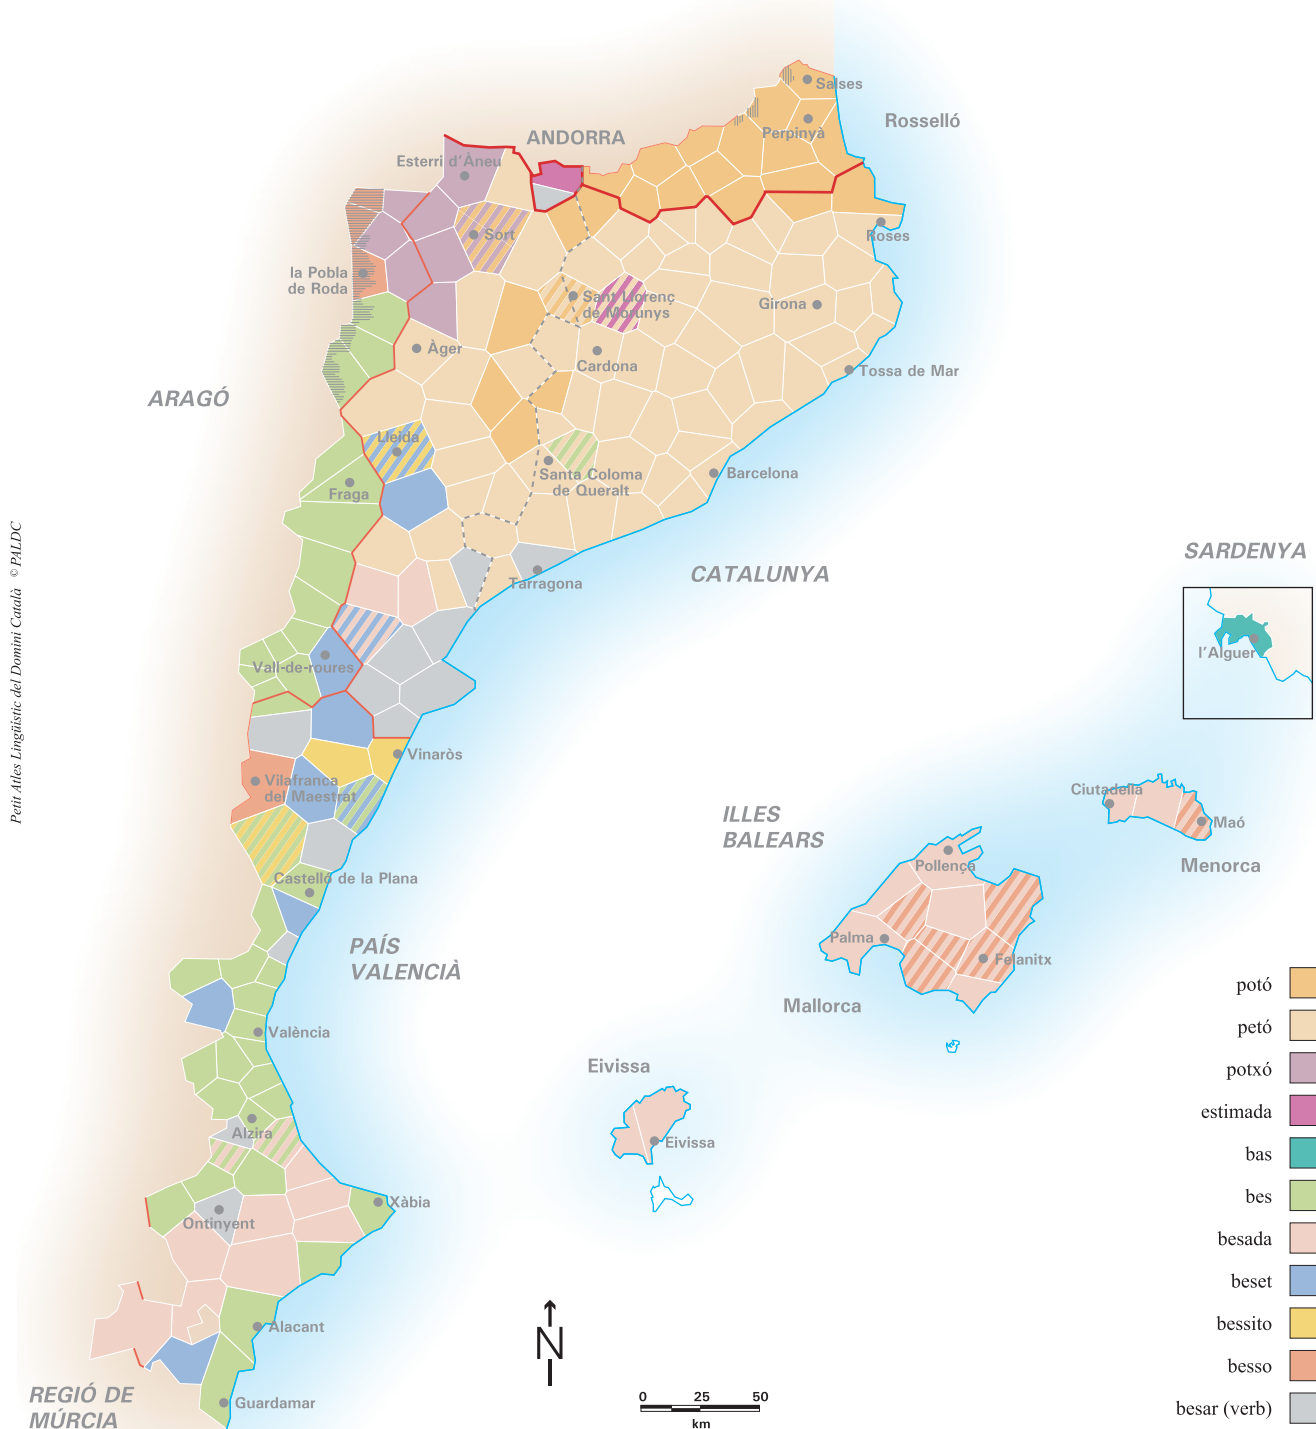 Salses
Rosselló
Perpinyà
ANDORRA
Esterri d'Àneu
Sort
Roses
la Pobla
de Roda
Sant Llorenç
de Morunys
Girona
Àger
Cardona
Tossa de Mar
ARAGÓ
Lleida
Fraga
Santa Coloma
de Queralt
Barcelona
Tarragona
CATALUNYA
SARDENYA
l'Alguer
Petit Atles Lingüístic del Domini Català © PALDC
Vall-de-roures
Vinaròs
Vilafranca
del Maestrat
ILLES
BALEARS
Ciutadella
Maó
Menorca
Pollença
Castelló de la Plana
Palma
Felanitx
PAÍS
VALENCIÀ
Mallorca
València
Eivissa
Alzira
Eivissa
Xàbia
Ontinyent
Alacant
Guardamar
REGIÓ DE
MÚRCIA
N
0 25 50
km
potó
petó
potxó
estimada
bas
bes
besada
beset
bessito
besso
besar (verb)